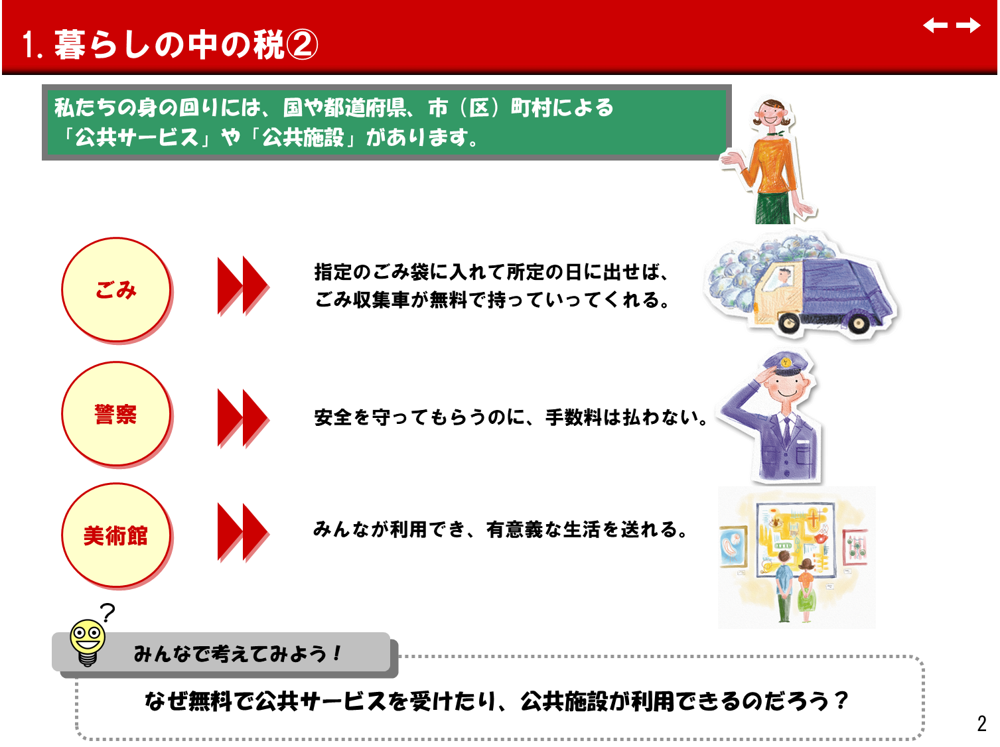 1. 暮らしの中の税②
私たちの身の回りには、国や都道府県、市（区）町村による
「公共サービス」や「公共施設」があります。
ごみ
指定のごみ袋に入れて所定の日に出せば、
ごみ収集車が無料で持っていってくれる。
警察
安全を守ってもらうのに、手数料は払わない。
美術館
みんなが利用でき、有意義な生活を送れる。
?
みんなで考えてみよう！
なぜ無料で公共サービスを受けたり、公共施設が利用できるのだろう？
2